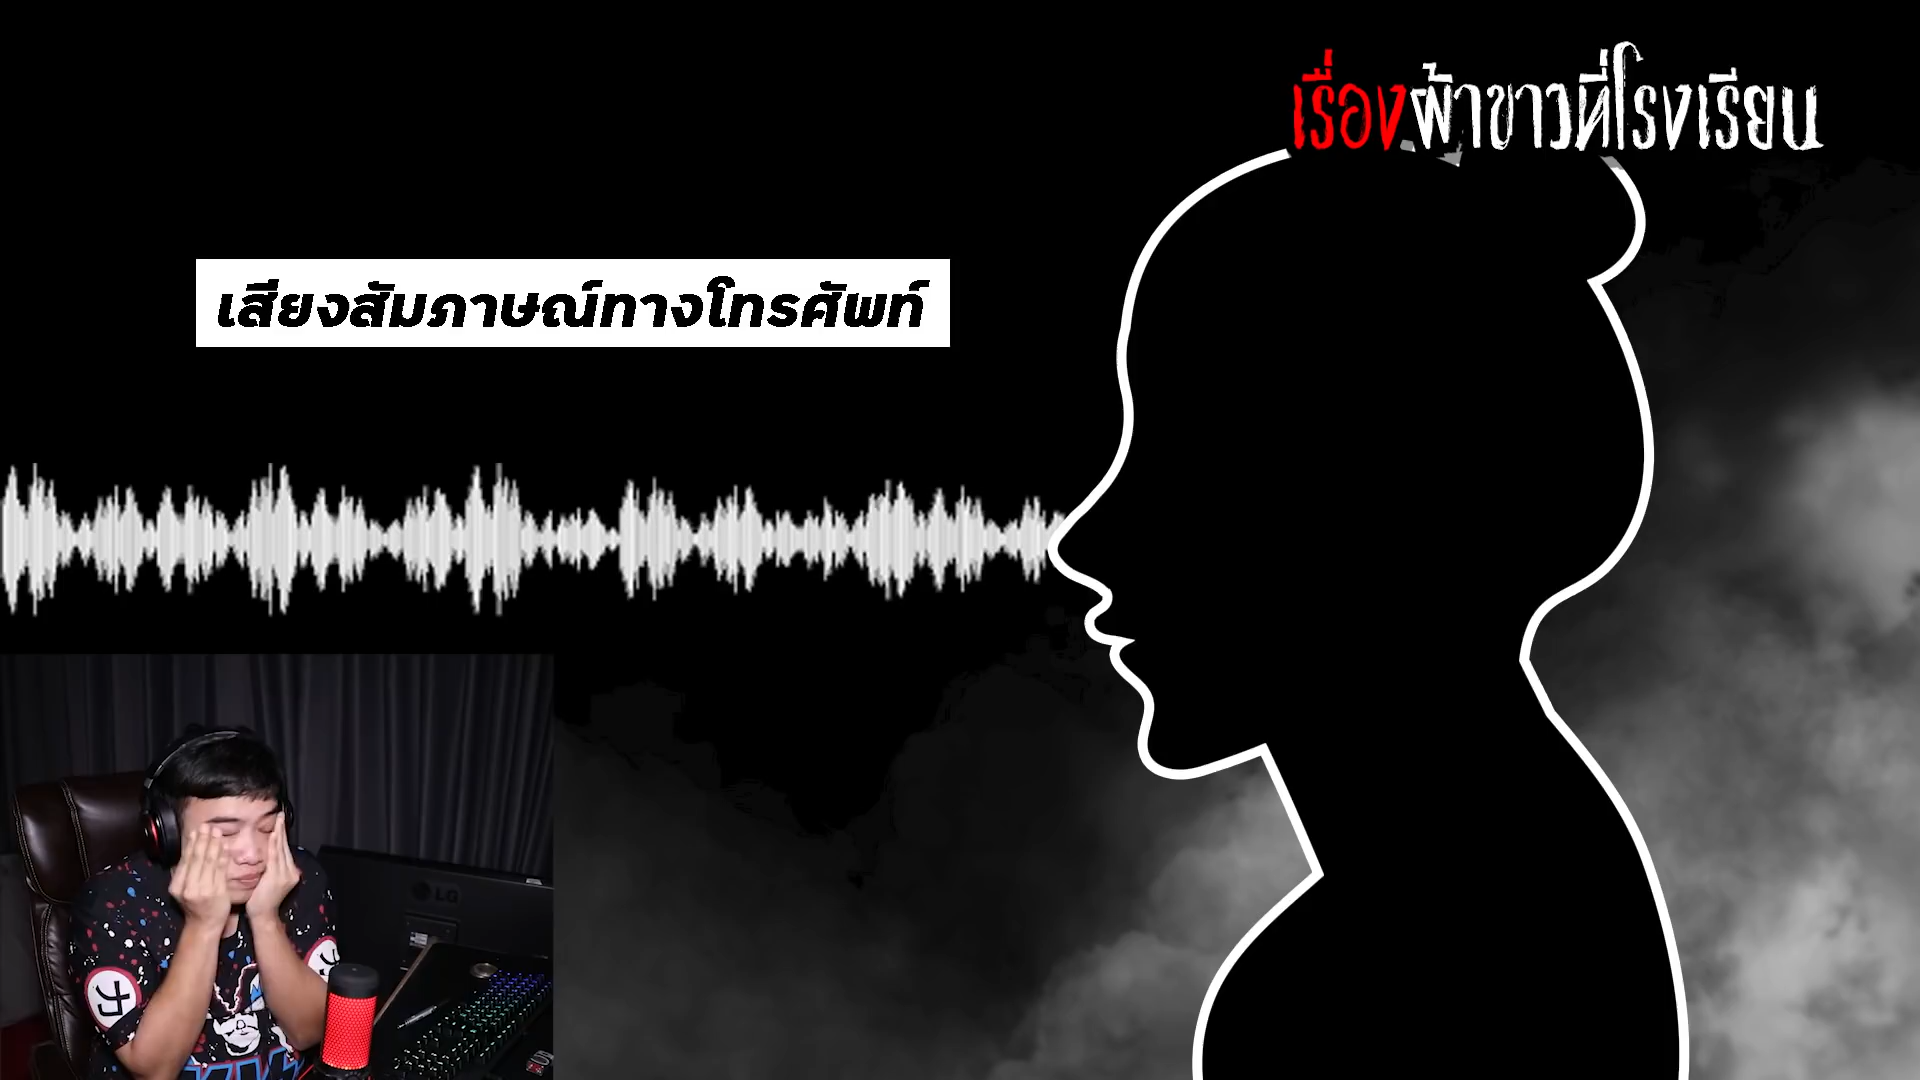 เรื่องผ้าขาวที่โรงเรียน
เสียงสัมภาษณ์ทางโทรศัพท์
LG